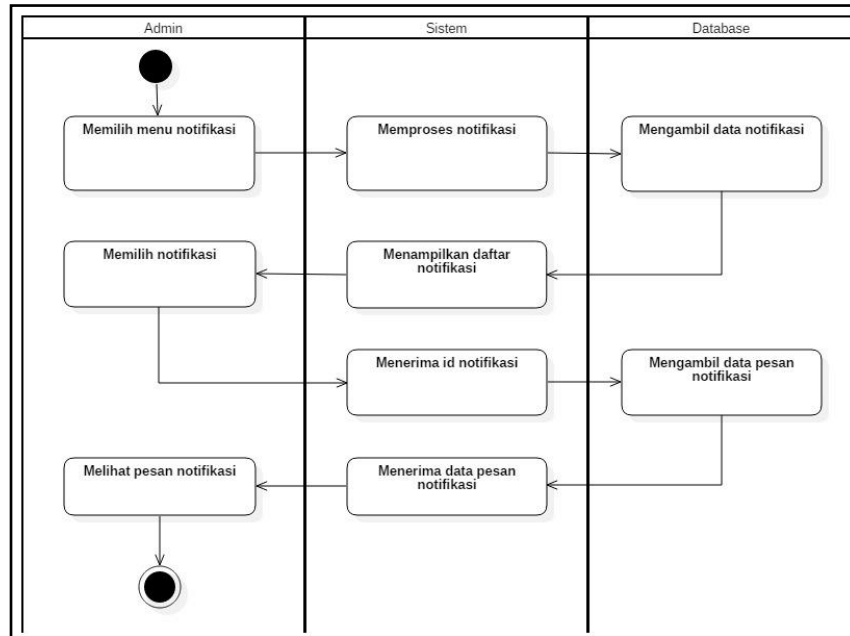 Admin
Sistem
Database
Memilih menu notifikasi
Memproses notifikasi
Mengambil data notifikasi
Memilih notifikasi
Menampilkan daftar
notifikasi
Menerima id notifikasi
Mengambil data pesan
notifikasi
Melihat pesan notifikasi
Menerima data pesan
notifikasi